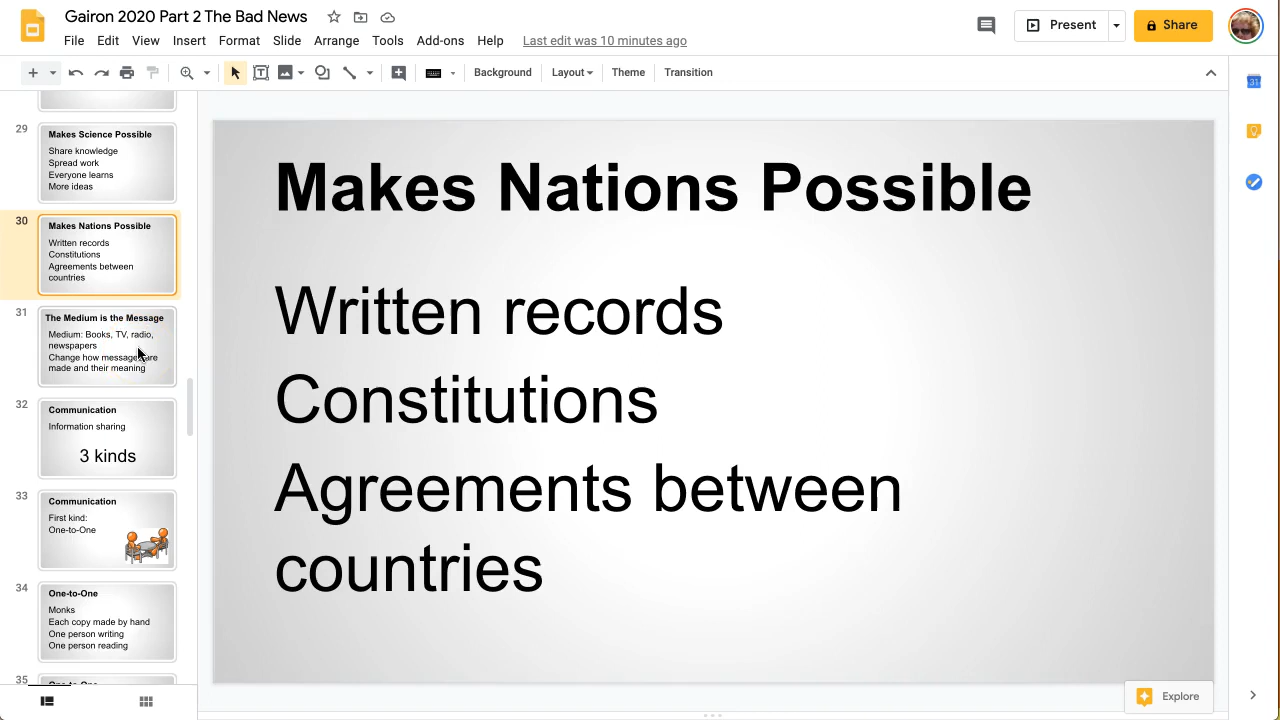 Gairon 2020 Part 2 The Bad News
File Edit View Insert Format Slide Arrange Tools Add-ons Help Last edit was 10 minutes ago
Present
Share
Background Layout Theme Transition
29
Makes Science Possible
Share knowledge
Spread work
Everyone learns
More ideas
30
Makes Nations Possible
Written records
Constitutions
Agreements between
countries
31
The Medium is the Message
Medium: Books, TV, radio,
newspapers
Change how message are
made and their meaning
32
Communication
Information sharing
3 kinds
33
Communication
First kind:
One-to-One
34
One-to-One
Monks
Each copy made by hand
One person writing
One person reading
35
One-to-One
Makes Nations Possible
Written records
Constitutions
Agreements between
countries
Explore
31